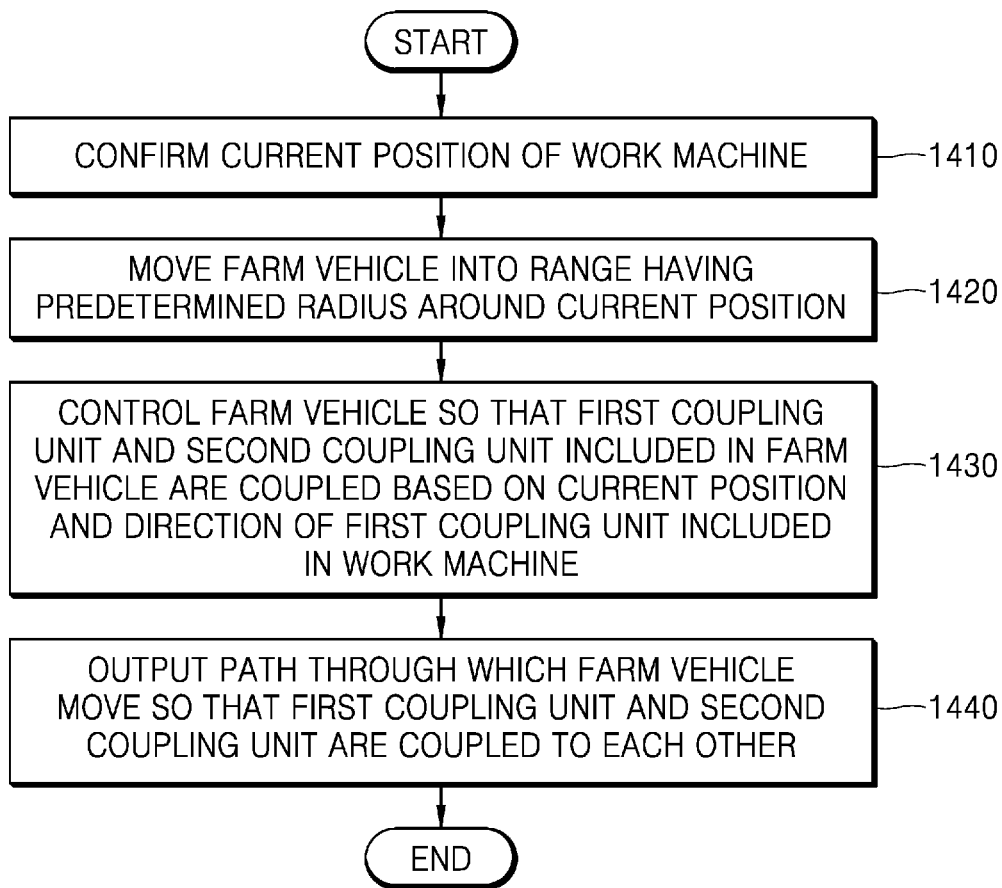 START
CONFIRM CURRENT POSITION OF WORK MACHINE
1410
MOVE FARM VEHICLE INTO RANGE HAVING
PREDETERMINED RADIUS AROUND CURRENT POSITION
1420
CONTROL FARM VEHICLE SO THAT FIRST COUPLING
UNIT AND SECOND COUPLING UNIT INCLUDED IN FARM
VEHICLE ARE COUPLED BASED ON CURRENT POSITION
AND DIRECTION OF FIRST COUPLING UNIT INCLUDED
IN WORK MACHINE
1430
OUTPUT PATH THROUGH WHICH FARM VEHICLE
MOVE SO THAT FIRST COUPLING UNIT AND SECOND
COUPLING UNIT ARE COUPLED TO EACH OTHER
1440
END